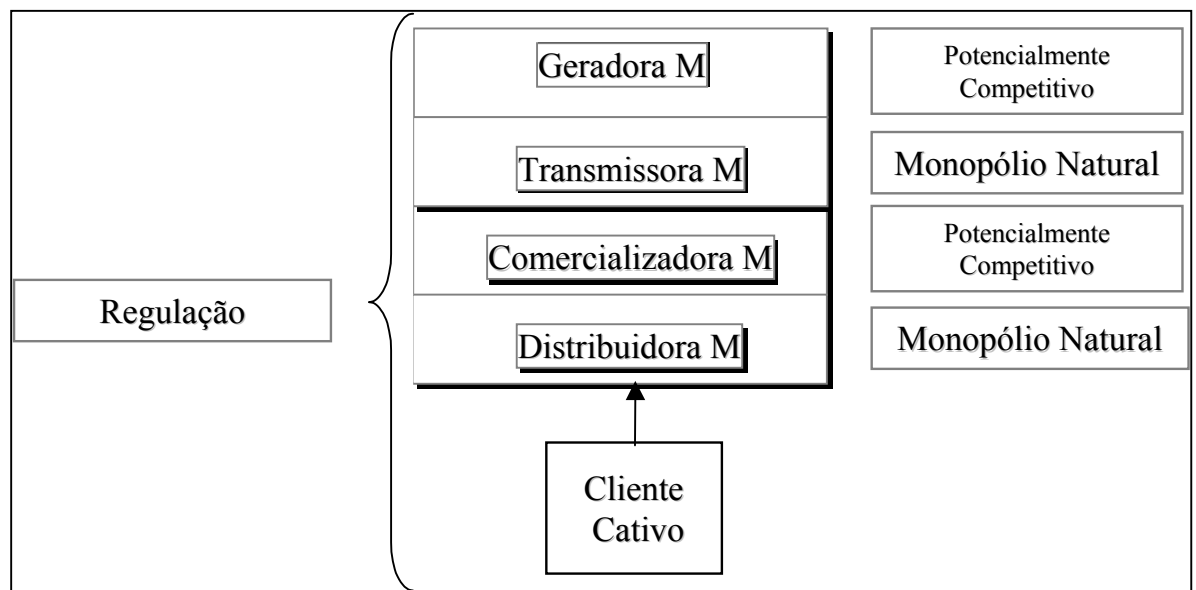 Geradora M
Potencialmente
Competitivo
Transmissora M
Monopólio Natural
Comercializadora M
Potencialmente
Competitivo
Regulação
Distribuidora M
Monopólio Natural
Cliente
Cativo